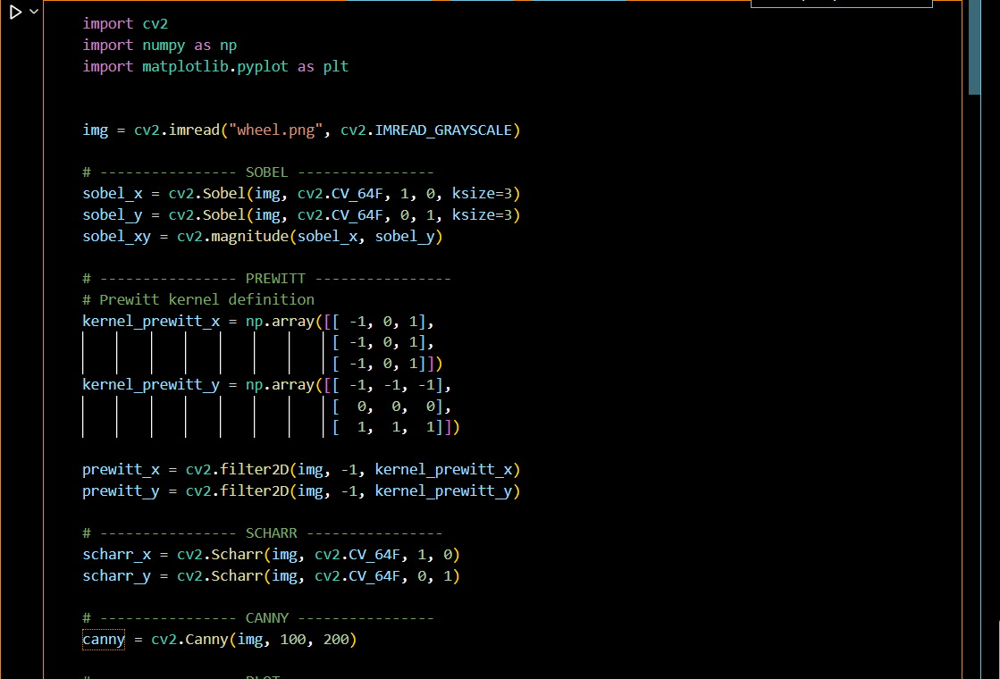 import cv2
import numpy as np
import matplotlib.pyplot as plt
img = cv2.imread("wheel.png", cv2.IMREAD_GRAYSCALE)
# ---------------- SOBEL ----------------
sobel_x = cv2.Sobel(img, cv2.CV_64F, 1, 0, ksize=3)
sobel_y = cv2.Sobel(img, cv2.CV_64F, 0, 1, ksize=3)
sobel_xy = cv2.magnitude(sobel_x, sobel_y)
# ---------------- PREWITT ----------------
# Prewitt kernel definition
kernel_prewitt_x = np.array([[ -1, 0, 1],
[ -1, 0, 1],
[ -1, 0, 1]])
kernel_prewitt_y = np.array([[ -1, -1, -1],
[  0,  0,  0],
[  1,  1,  1]])
prewitt_x = cv2.filter2D(img, -1, kernel_prewitt_x)
prewitt_y = cv2.filter2D(img, -1, kernel_prewitt_y)
# ---------------- SCHARR ----------------
scharr_x = cv2.Scharr(img, cv2.CV_64F, 1, 0)
scharr_y = cv2.Scharr(img, cv2.CV_64F, 0, 1)
# ---------------- CANNY ----------------
canny = cv2.Canny(img, 100, 200)